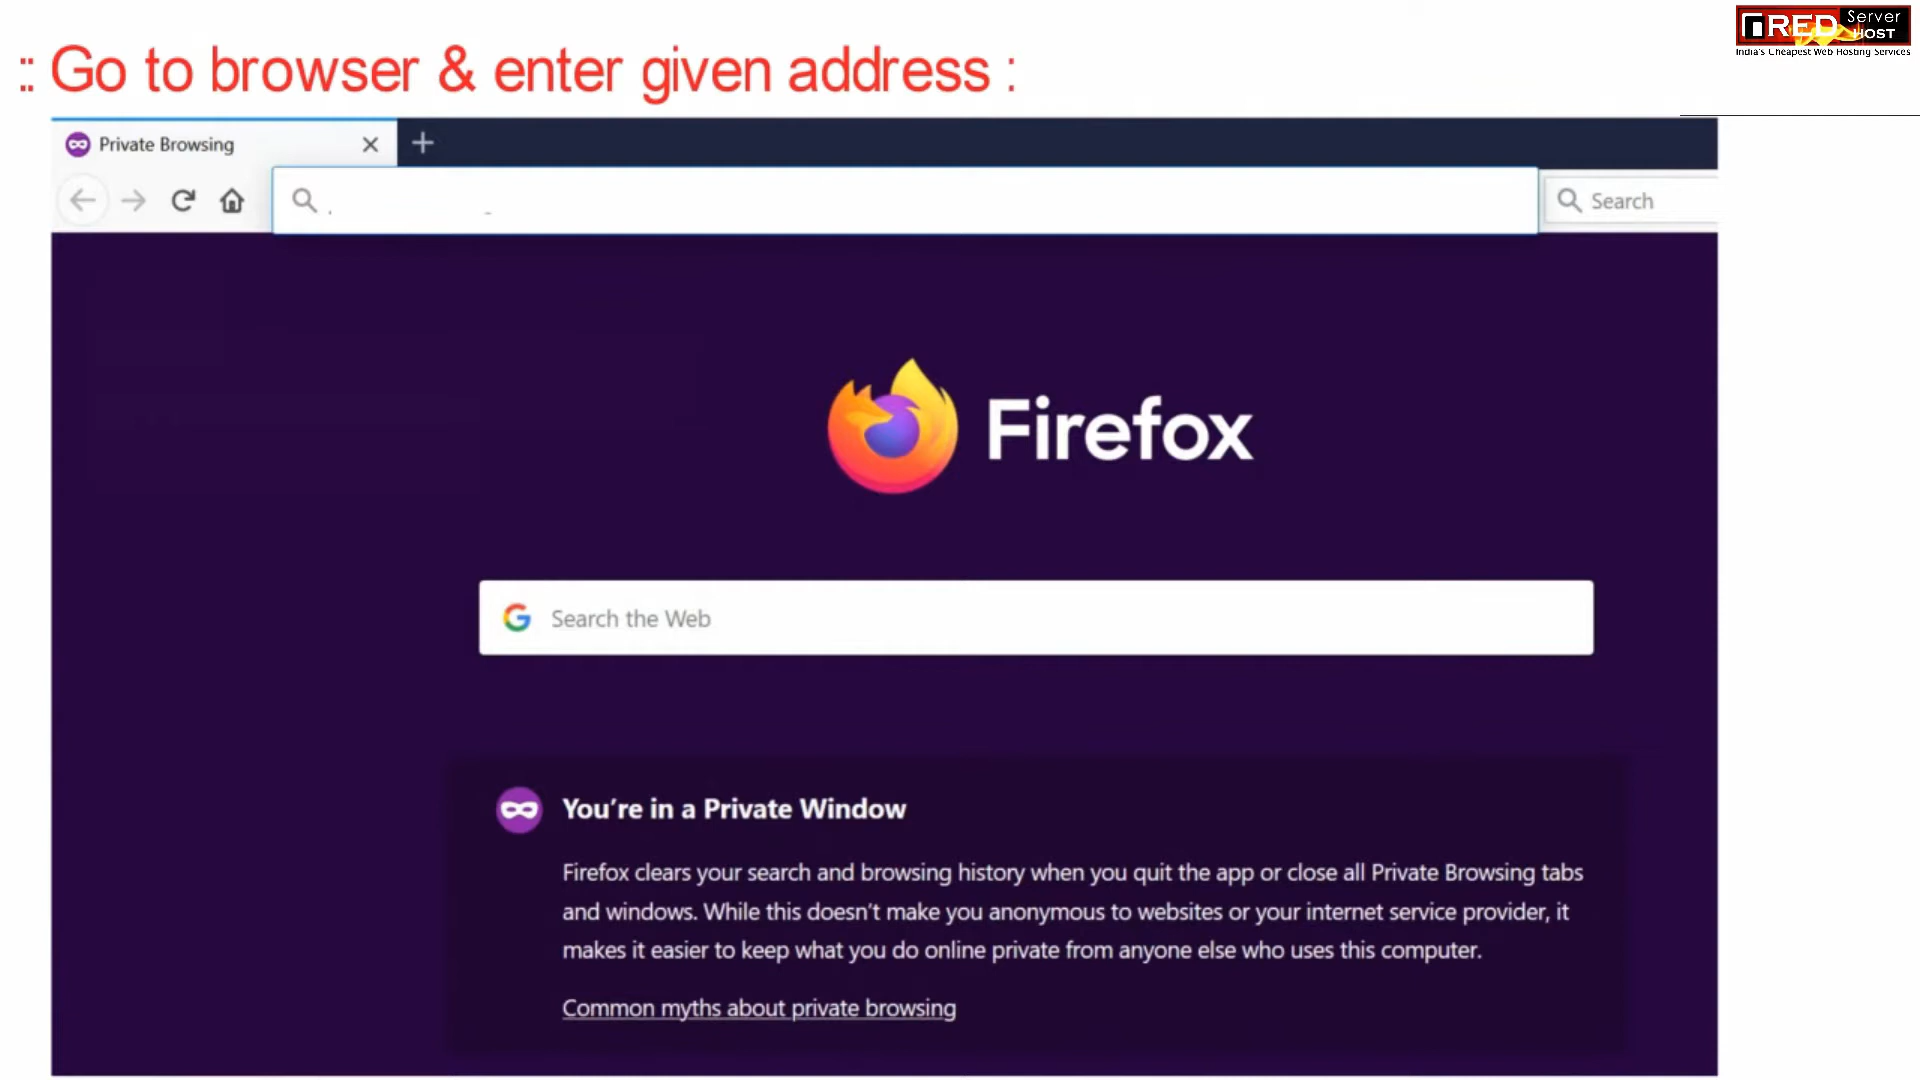 :: Go to browser & enter given address :
RED Server
HOST
India's Cheapest Web Hosting Services
Private Browsing
Search
Firefox
Search the Web
You're in a Private Window
Firefox clears your search and browsing history when you quit the app or close all Private Browsing tabs
and windows. While this doesn't make you anonymous to websites or your internet service provider, it
makes it easier to keep what you do online private from anyone else who uses this computer.
Common myths about private browsing